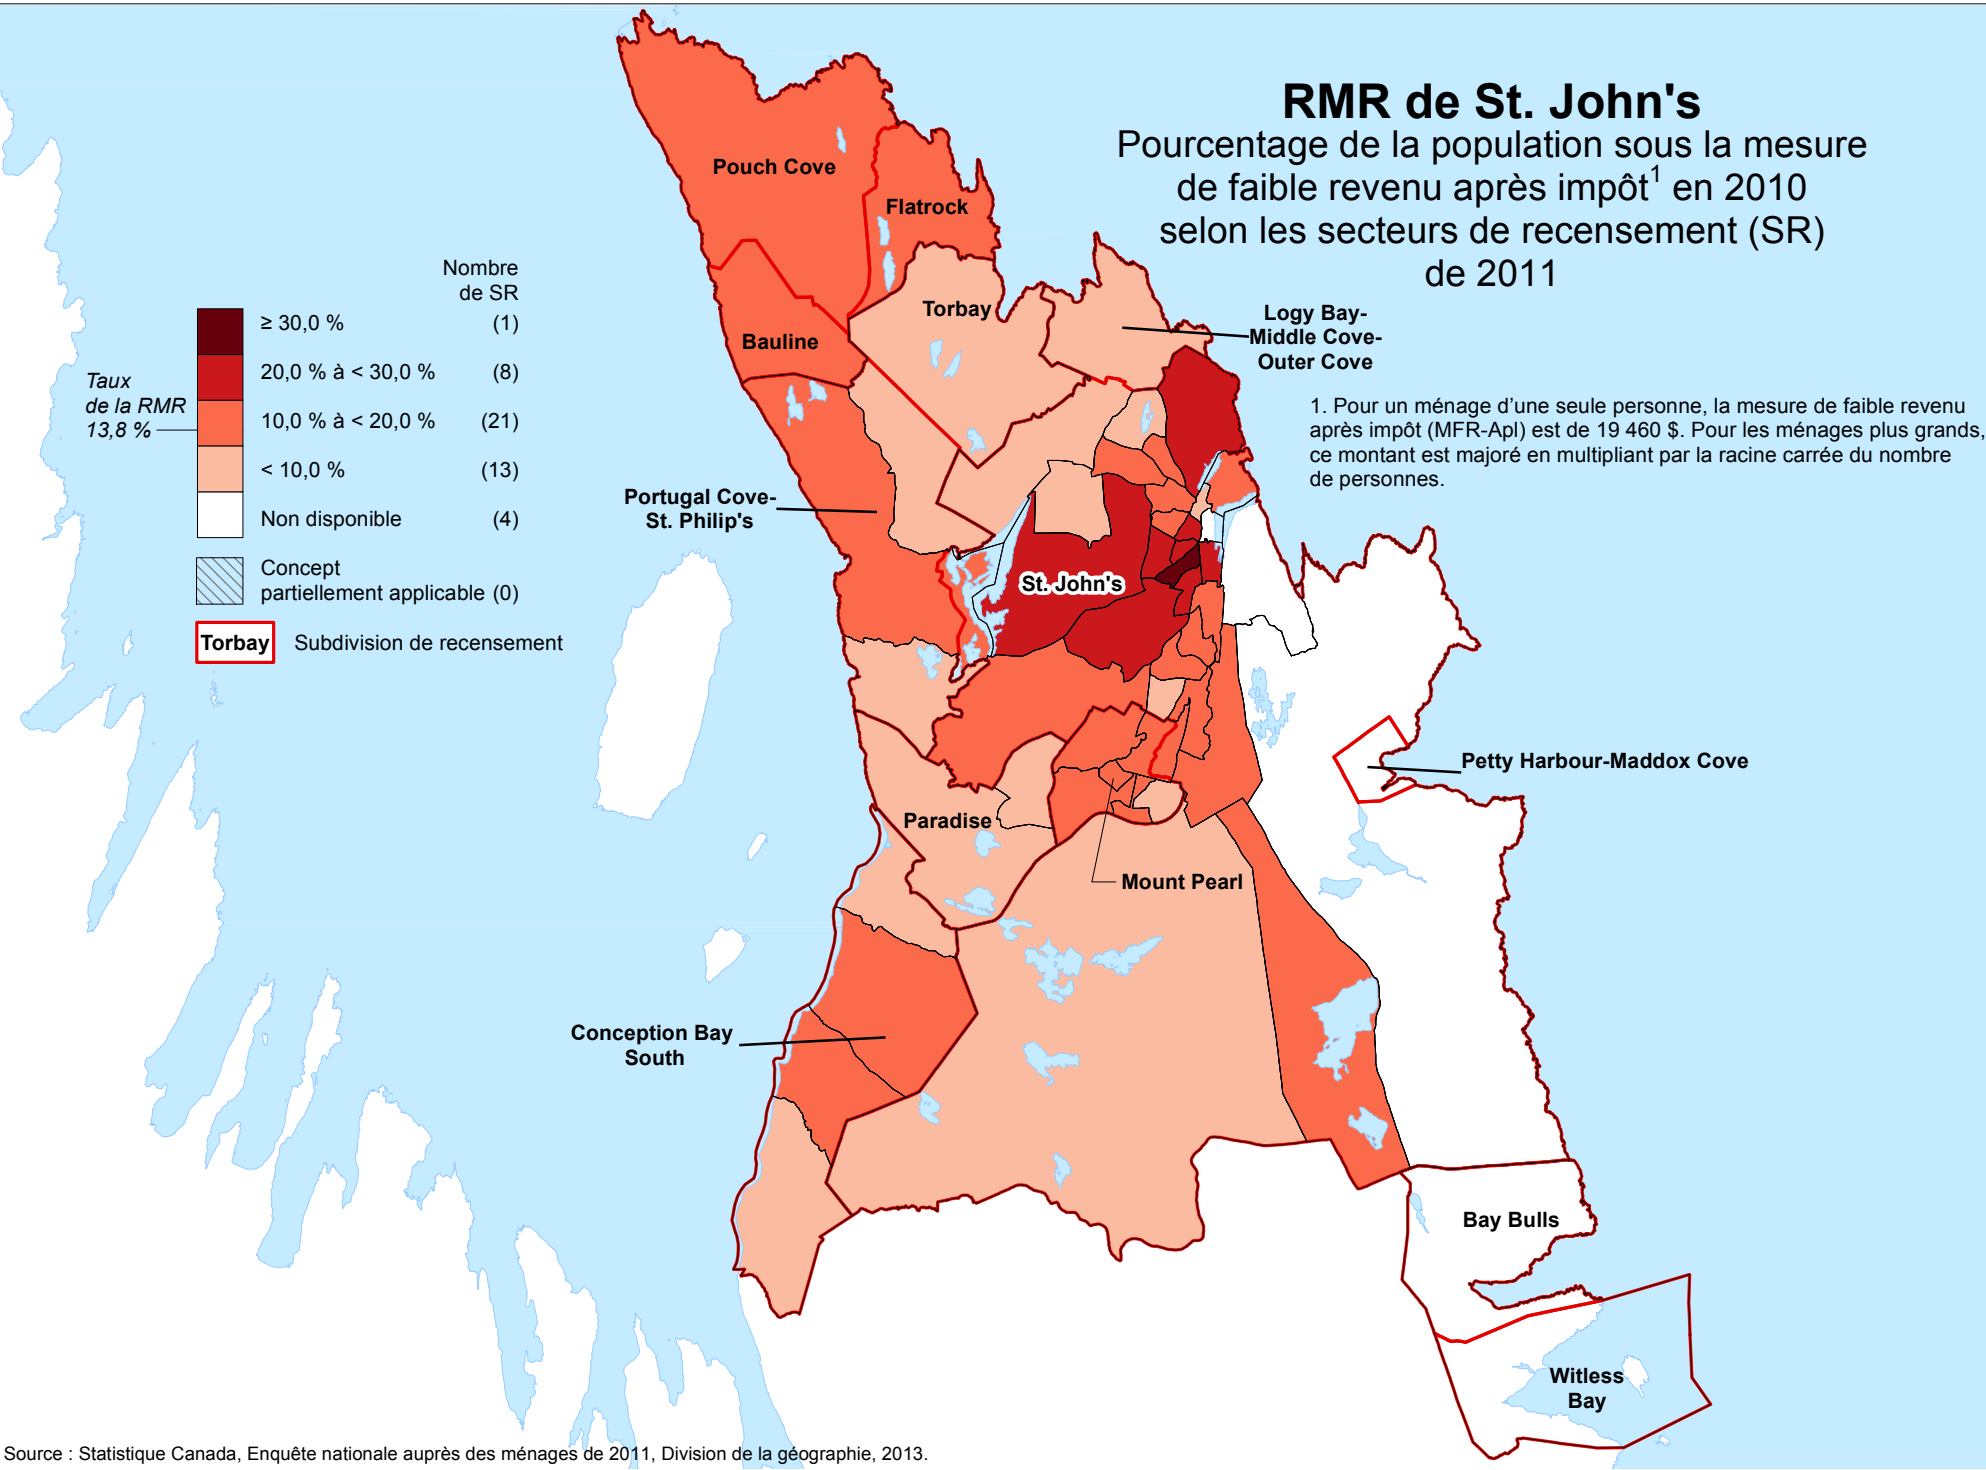 RMR de St. John's
Pourcentage de la population sous la mesure
de faible revenu après impôt1 en 2010
selon les secteurs de recensement (SR)
de 2011
Nombre
de SR
≥ 30,0 % (1)
20,0 % à < 30,0 % (8)
10,0 % à < 20,0 % (21)
< 10,0 % (13)
Non disponible (4)
Concept
partiellement applicable (0)
Torbay Subdivision de recensement
Taux
de la RMR
13,8 %
1. Pour un ménage d'une seule personne, la mesure de faible revenu
après impôt (MFR-ApI) est de 19 460 $. Pour les ménages plus grands,
ce montant est majoré en multipliant par la racine carrée du nombre
de personnes.
Pouch Cove
Flatrock
Torbay
Bauline
Logy Bay-
Middle Cove-
Outer Cove
Portugal Cove-
St. Philip's
St. John's
Petty Harbour-Maddox Cove
Paradise
Mount Pearl
Conception Bay
South
Bay Bulls
Witless
Bay
Source : Statistique Canada, Enquête nationale auprès des ménages de 2011, Division de la géographie, 2013.